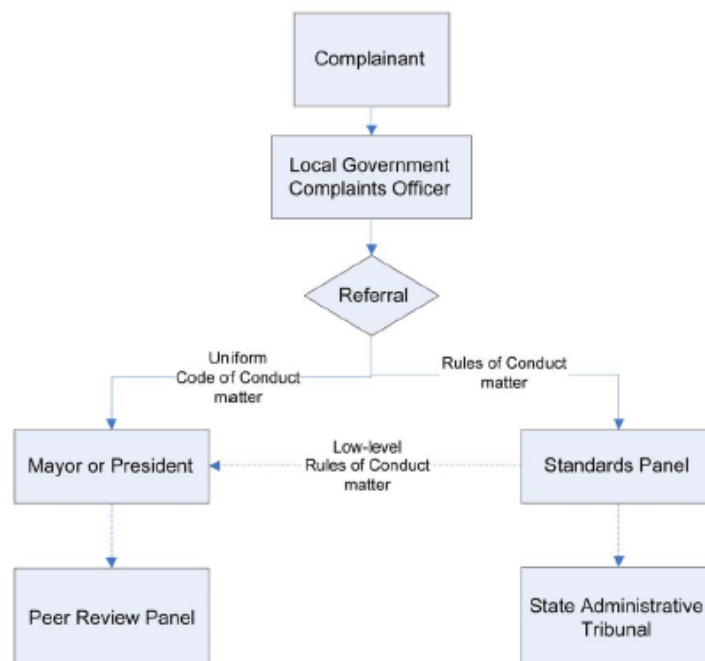 Complainant
Local Government
Complaints Officer
Referral
Uniform
Code of Conduct
matter
Rules of Conduct
matter
Mayor or President
Low-level
Rules of Conduct
matter
Standards Panel
Peer Review Panel
State Administrative
Tribunal